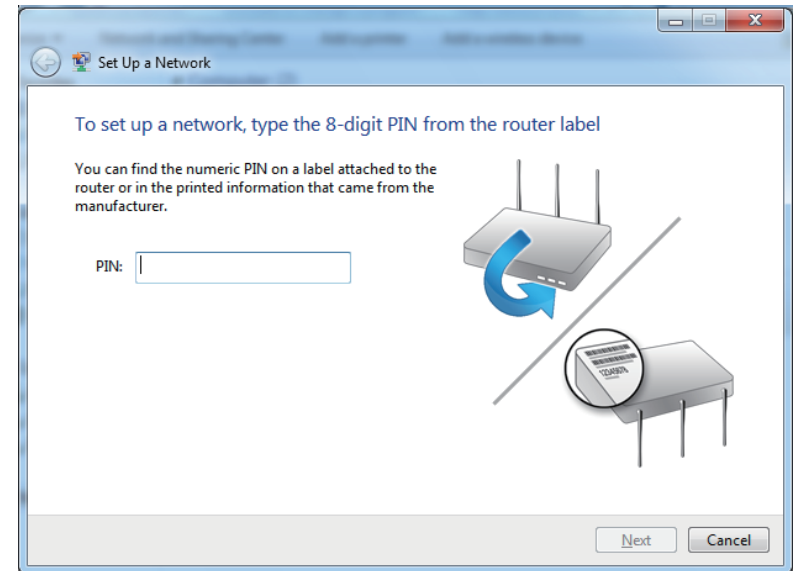 Set Up a Network
To set up a network, type the 8-digit PIN from the router label
You can find the numeric PIN on a label attached to the
router or in the printed information that came from the
manufacturer.
PIN:
12345678
Next
Cancel